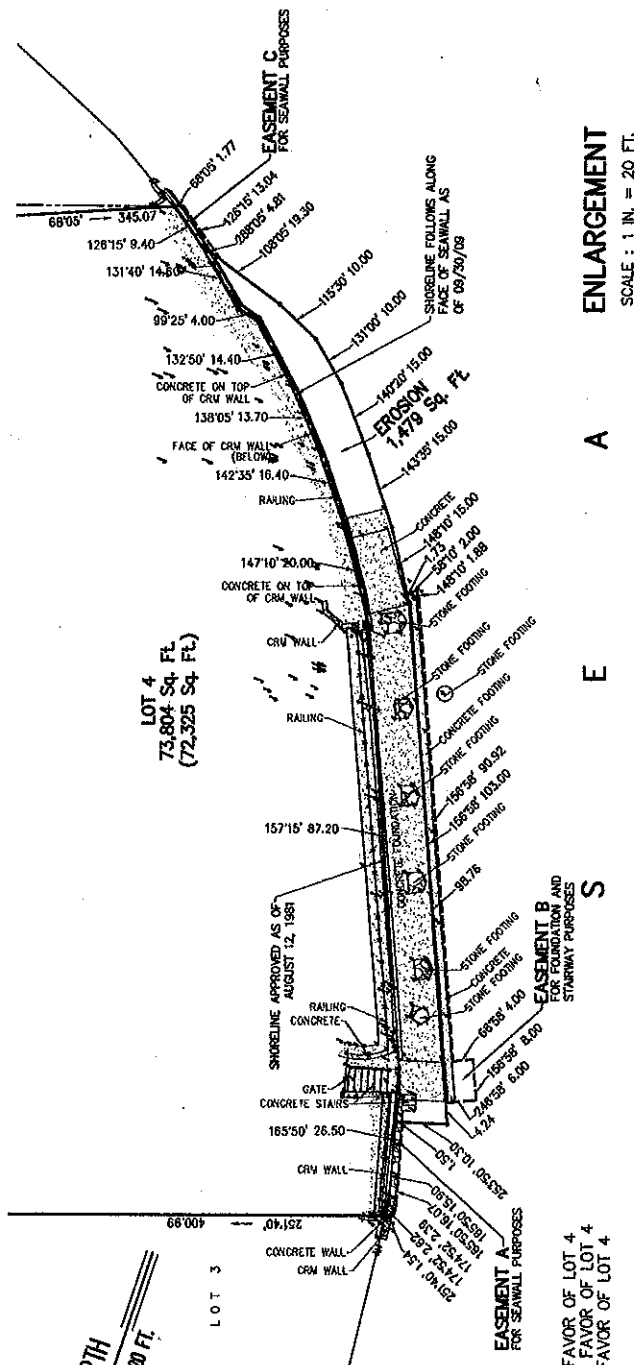 68°05' 345.07
68°05' 1.77
EASEMENT C
FOR SEAWALL PURPOSES
126°15' 13.04
288°05' 4.81
108°05' 19.30
126°15' 9.40
131°40' 14.60
99°25' 4.00
132°50' 14.40
CONCRETE ON TOP
OF CRM WALL
138°05' 13.70
FACE OF CRM WALL
(BELOW)
142°35' 16.40
RAILING
115°30' 10.00
SHORELINE FOLLOWS ALONG
FACE OF SEAWALL AS
OF 09/30/09
131°00' 10.00
140°20' 15.00
EROSION
1,479 Sq. Ft.
143°35' 15.00
CONCRETE
148°10' 15.00
1.73
58°10' 2.00
148°10' 1.88
STONE FOOTING
147°10' 20.00
CONCRETE ON TOP
OF CRM WALL
CRM WALL
LOT 4
73,804 Sq. Ft.
(72,325 Sq. Ft.)
RAILING
STONE FOOTING
STONE FOOTING
CONCRETE FOOTING
STONE FOOTING
156°58' 90.92
156°58' 103.00
STONE FOOTING
98.76
CONCRETE FOUNDATION
157°15' 87.20
SHORELINE APPROVED AS OF
AUGUST 12, 1981
STONE FOOTING
CONCRETE
STONE FOOTING
EASEMENT B
FOR FOUNDATION AND
STAIRWAY PURPOSES
66°58' 4.00
156°58' 8.00
246°58' 6.00
4.24
RAILING
CONCRETE
GATE
CONCRETE STAIRS
165°50' 26.50
CRM WALL
253°50' 10.30
1.50
165°50' 15.90
165°50' 16.07
174°52' 2.39
174°52' 2.62
251°40' 1.54
EASEMENT A
FOR SEAWALL PURPOSES
CONCRETE WALL
CRM WALL
251°40' 400.99
LOT 3
S E A
ENLARGEMENT
SCALE : 1 IN. = 20 FT.
FAVOR OF LOT 4
FAVOR OF LOT 4
FAVOR OF LOT 4